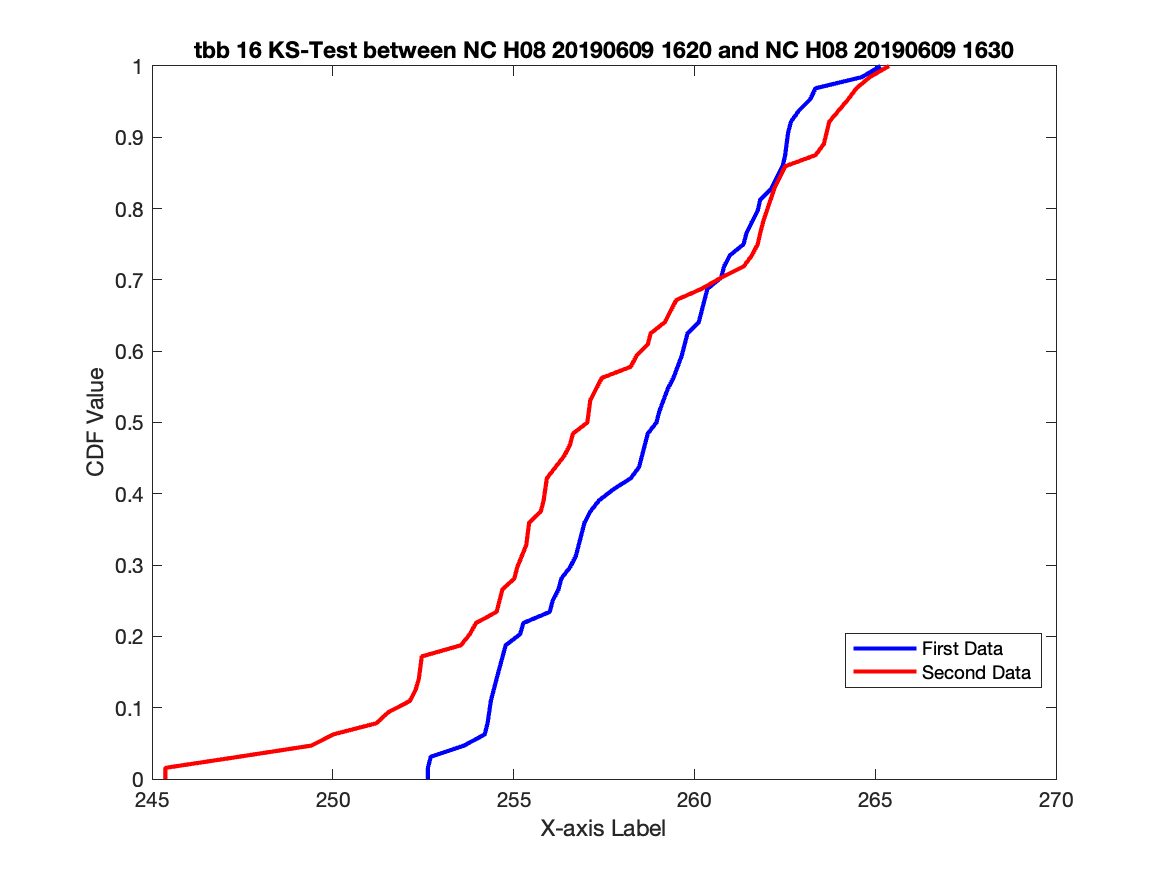 tbb 16 KS-Test between NC H08 20190609 1620 and NC H08 20190609 1630
1
0.9
0.8
0.7
0.6
0.5
0.4
0.3
0.2
0.1
0
CDF Value
First Data
Second Data
245 250 255 260 265 270
X-axis Label